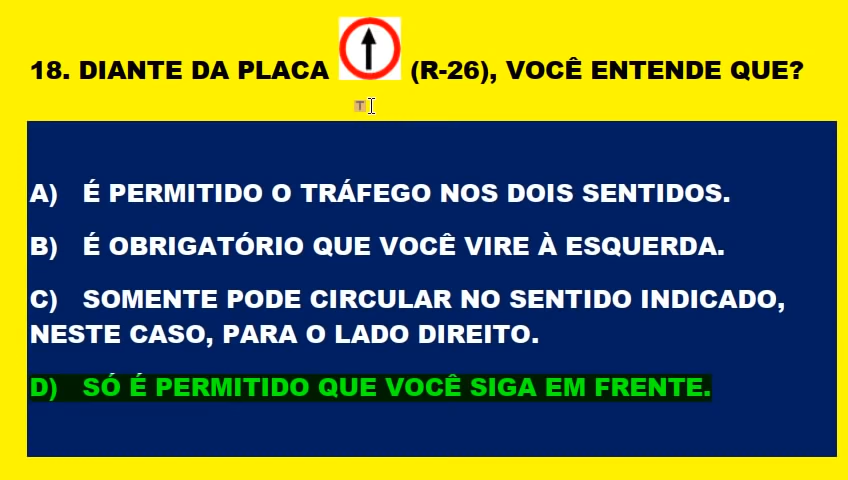 18. DIANTE DA PLACA (R-26), VOCÊ ENTENDE QUE?
T
A) É PERMITIDO O TRÁFEGO NOS DOIS SENTIDOS.
B) É OBRIGATÓRIO QUE VOCÊ VIRE À ESQUERDA.
C) SOMENTE PODE CIRCULAR NO SENTIDO INDICADO,
NESTE CASO, PARA O LADO DIREITO.
D) SÓ É PERMITIDO QUE VOCÊ SIGA EM FRENTE.